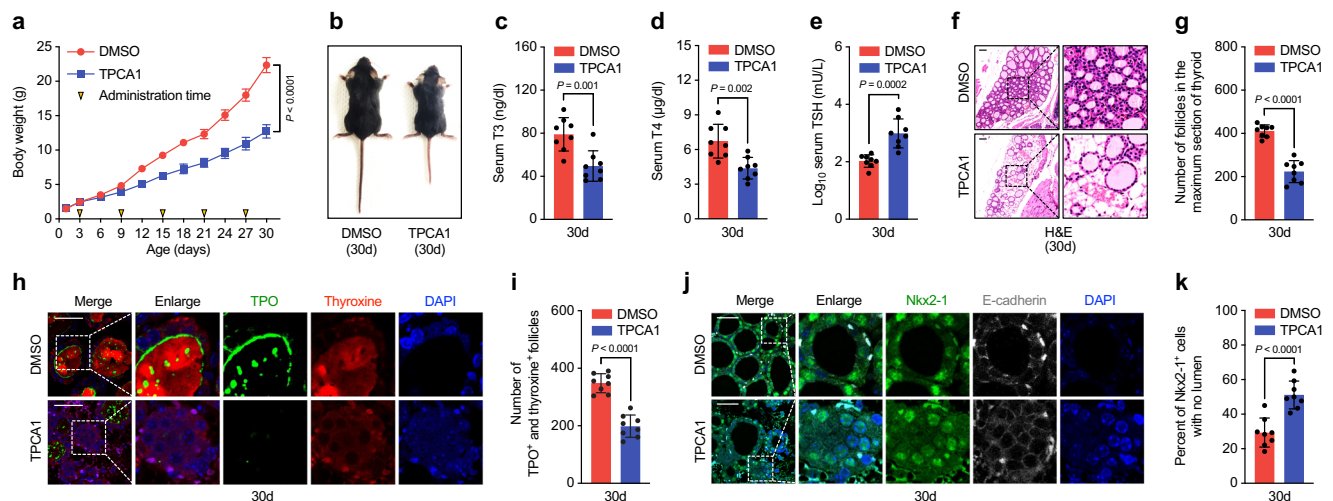 a
DMSO
TPCA1
Administration time
Body weight (g)
25
20
15
10
5
0
P < 0.0001
0 3 6 9 12 15 18 21 24 27 30
Age (days)
b
DMSO
(30d)
TPCA1
(30d)
c
DMSO
TPCA1
Serum T3 (ng/dl)
160
120
80
40
0
P = 0.001
30d
d
DMSO
TPCA1
Serum T4 (µg/dl)
15
12
9
6
3
0
P = 0.002
30d
e
DMSO
TPCA1
Log10 serum TSH (mU/L)
6
4
2
0
P = 0.0002
30d
f
DMSO
TPCA1
H&E
(30d)
g
DMSO
TPCA1
Number of follicles in the
maximum section of thyroid
800
600
400
200
0
P < 0.0001
30d
h
Merge Enlarge TPO Thyroxine DAPI
DMSO
TPCA1
30d
i
DMSO
TPCA1
Number of
TPO+ and thyroxine+ follicles
600
400
200
0
P < 0.0001
30d
j
Merge Enlarge Nkx2-1 E-cadherin DAPI
DMSO
TPCA1
30d
k
DMSO
TPCA1
Percent of Nkx2-1+ cells
with no lumen
100
80
60
40
20
0
P < 0.0001
30d